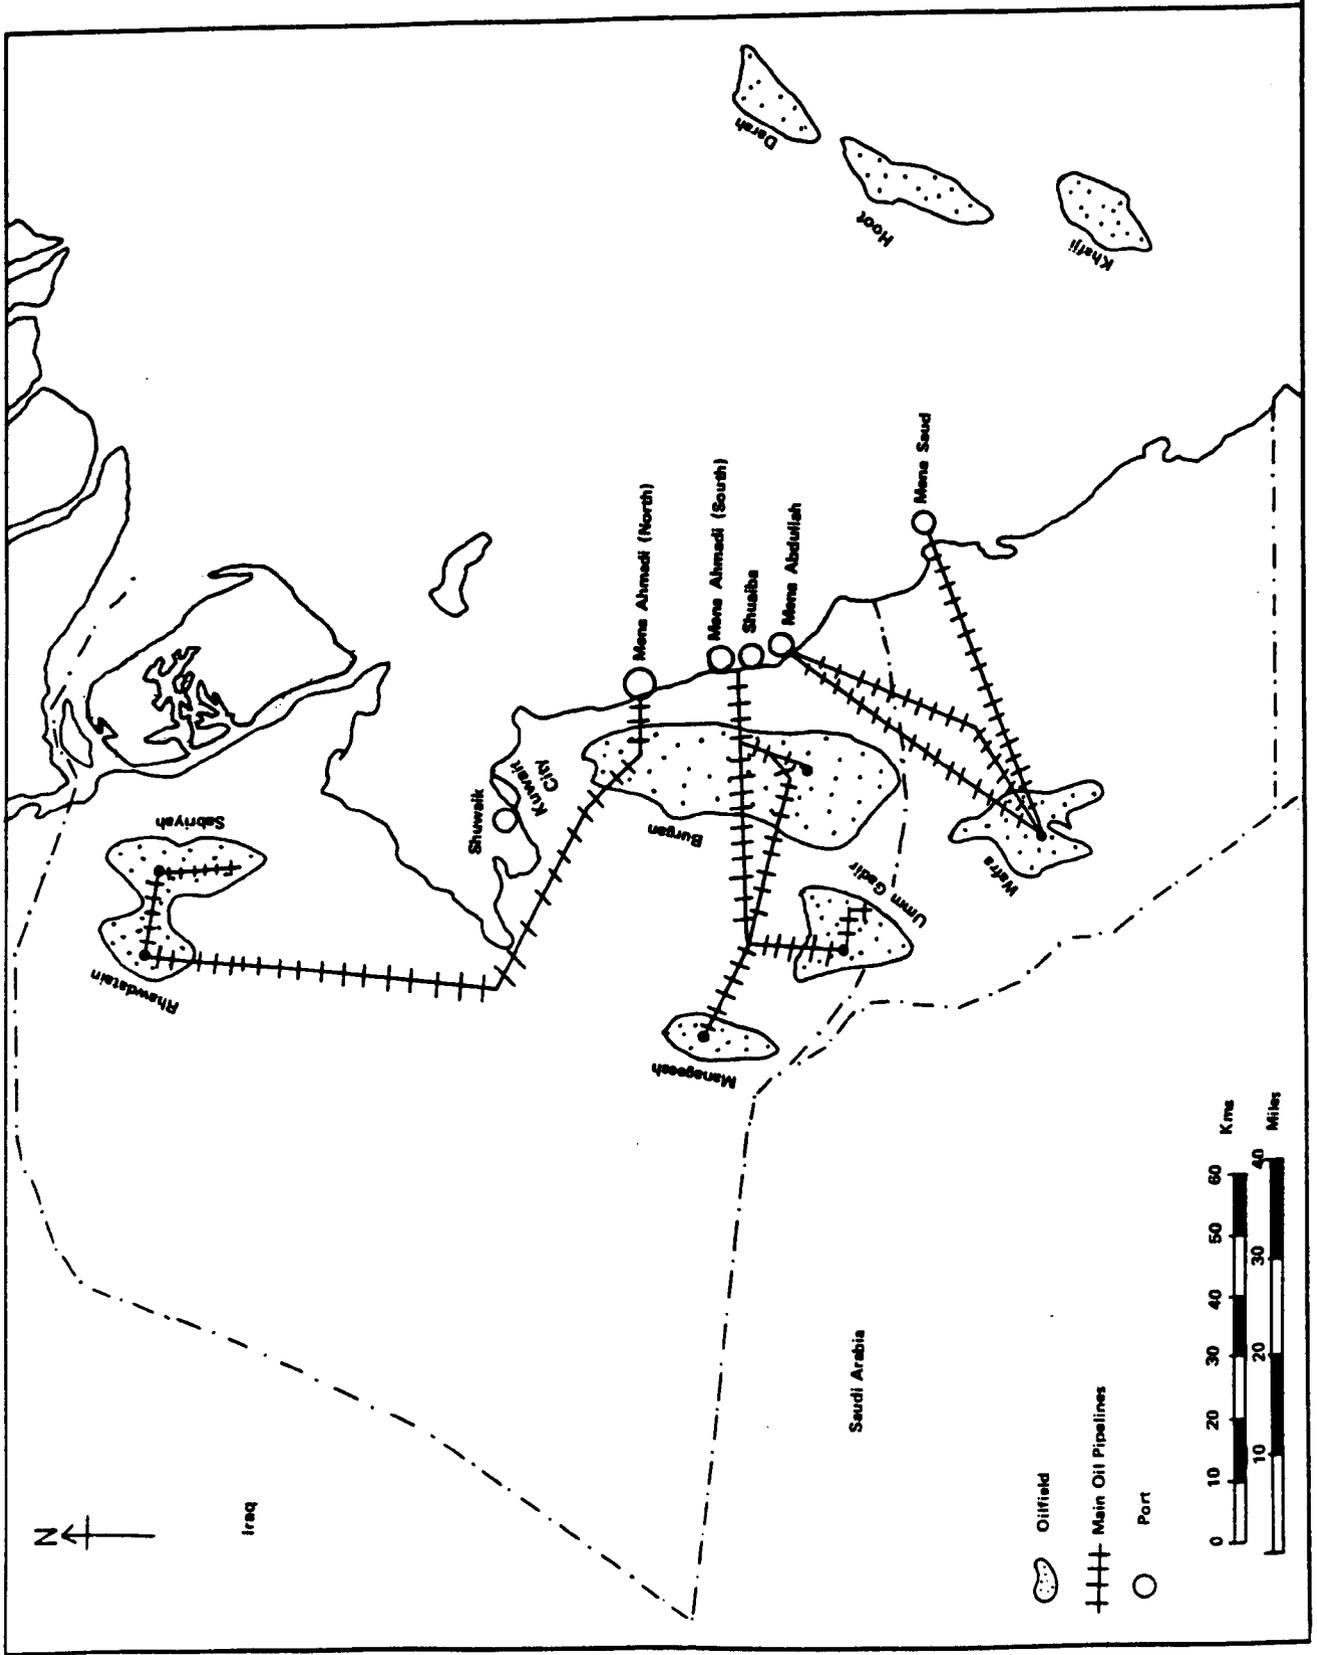 N
Iraq
Rhawdatain
Sabriyah
Shuwaik
Kuwait
City
Mena Ahmadi (North)
Mena Ahmadi (South)
Shuaiba
Mena Abdullah
Mena Saud
Burgan
Manageesh
Umm Gadir
Wafra
Darah
Hoot
Khafji
Saudi Arabia
Oilfield
Main Oil Pipelines
Port
0 10 20 30 40 50 60 Kms
10 20 30 40 Miles